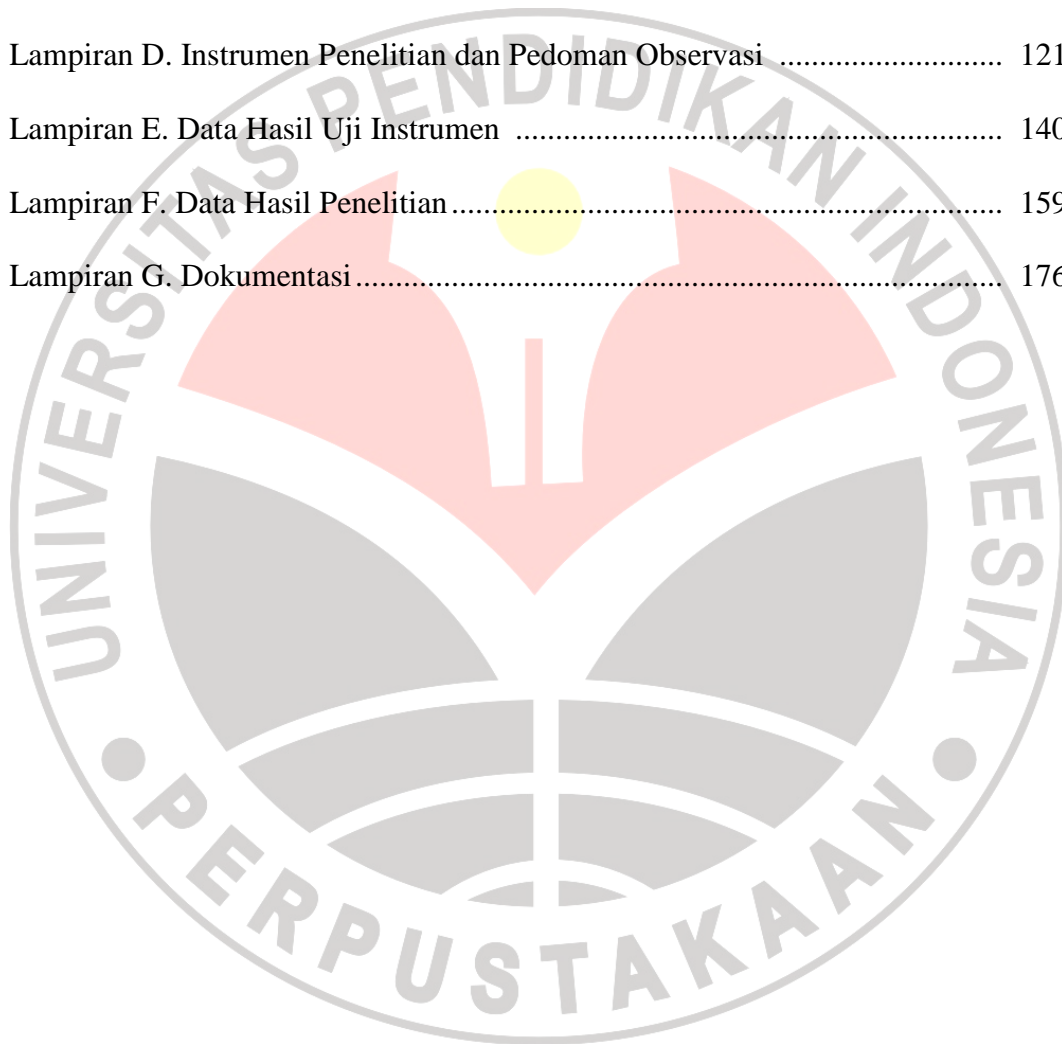 Lampiran D. Instrumen Penelitian dan Pedoman Observasi ............................ 121
Lampiran E. Data Hasil Uji Instrumen ............................................................. 140
Lampiran F. Data Hasil Penelitian ...................................................................... 159
Lampiran G. Dokumentasi .................................................................................. 176
UNIVERSITAS PENDIDIKAN INDONESIA
PERPUSTAKAAN